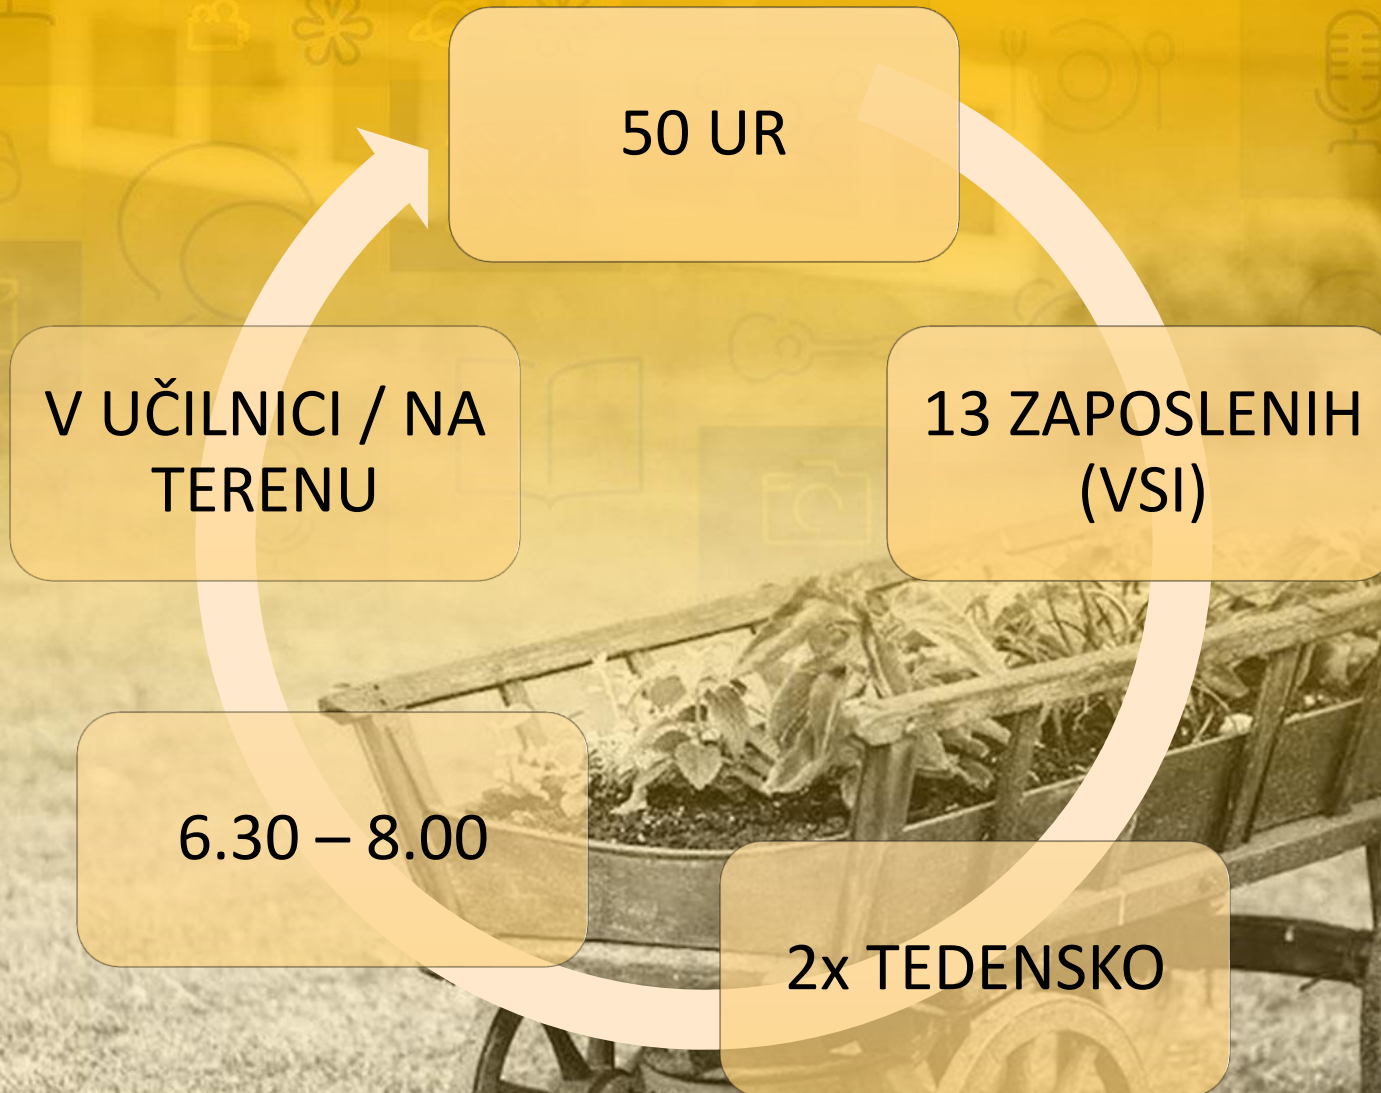 50 UR
13 ZAPOSLENIH
(VSI)
2x TEDENSKO
6.30 – 8.00
V UČILNICI / NA
TERENU